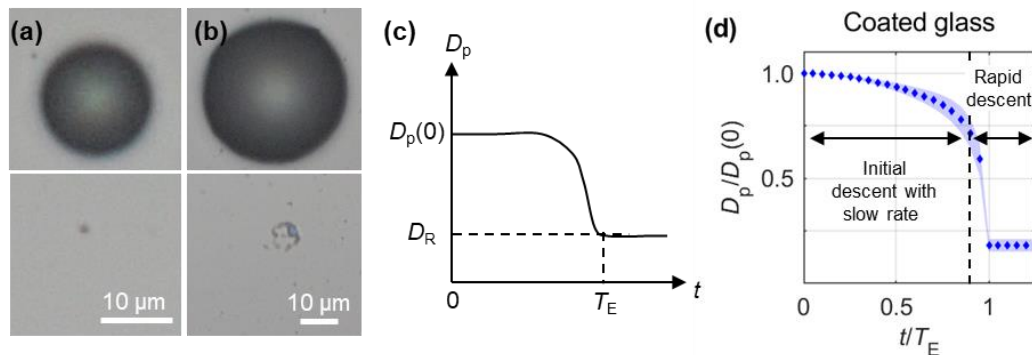 (a)
(b)
10 µm
10 µm
(c)
Dp
Dp(0)
DR
0
TE
t
(d)
Coated glass
Dp/Dp(0)
1.0
0.5
Rapid
descent
Initial
descent with
slow rate
0
0.5
1
t/TE